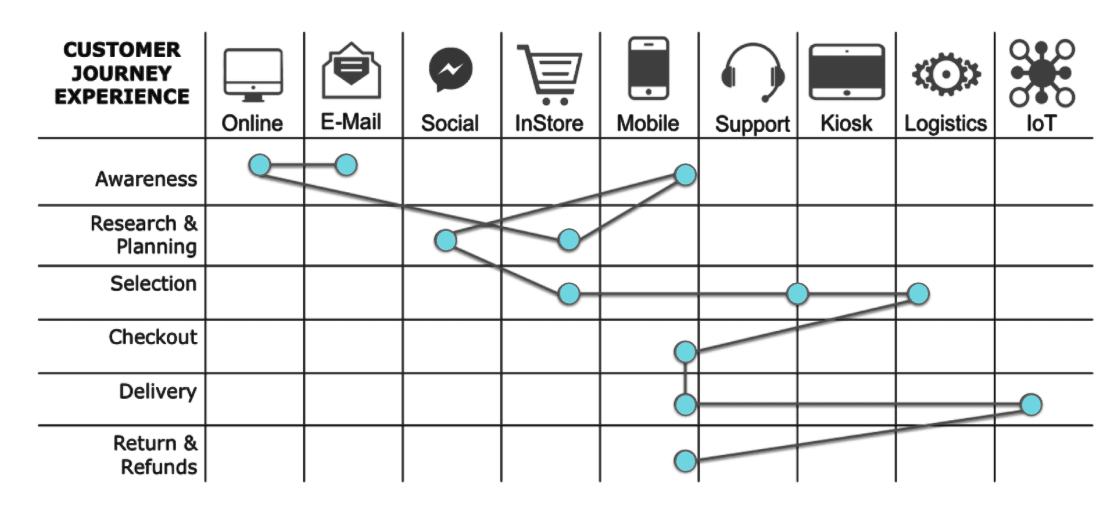 CUSTOMER
JOURNEY
EXPERIENCE
Online
E-Mail
Social
InStore
Mobile
Support
Kiosk
Logistics
IoT
Awareness
Research &
Planning
Selection
Checkout
Delivery
Return &
Refunds